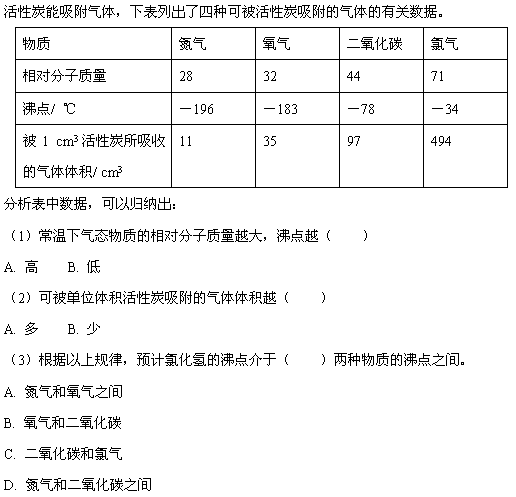 活性炭能吸附气体，下表列出了四种可被活性炭吸附的气体的有关数据。
物质 氮气 氧气 二氧化碳 氯气
相对分子质量 28 32 44 71
沸点/ ℃ －196 －183 －78 －34
被 1 cm³活性炭所吸收 11 35 97 494
的气体体积/ cm³
分析表中数据，可以归纳出：
（1）常温下气态物质的相对分子质量越大，沸点越（ ）
A. 高 B. 低
（2）可被单位体积活性炭吸附的气体体积越（ ）
A. 多 B. 少
（3）根据以上规律，预计氯化氢的沸点介于（ ）两种物质的沸点之间。
A. 氮气和氧气之间
B. 氧气和二氧化碳
C. 二氧化碳和氯气
D. 氮气和二氧化碳之间